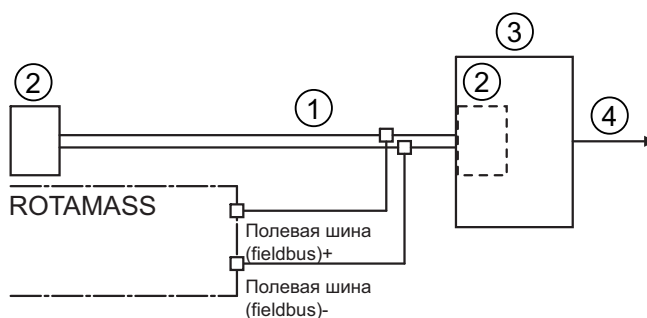 ③
② ① ② ④
ROTAMASS
Полевая шина
(fieldbus)+
Полевая шина
(fieldbus)-